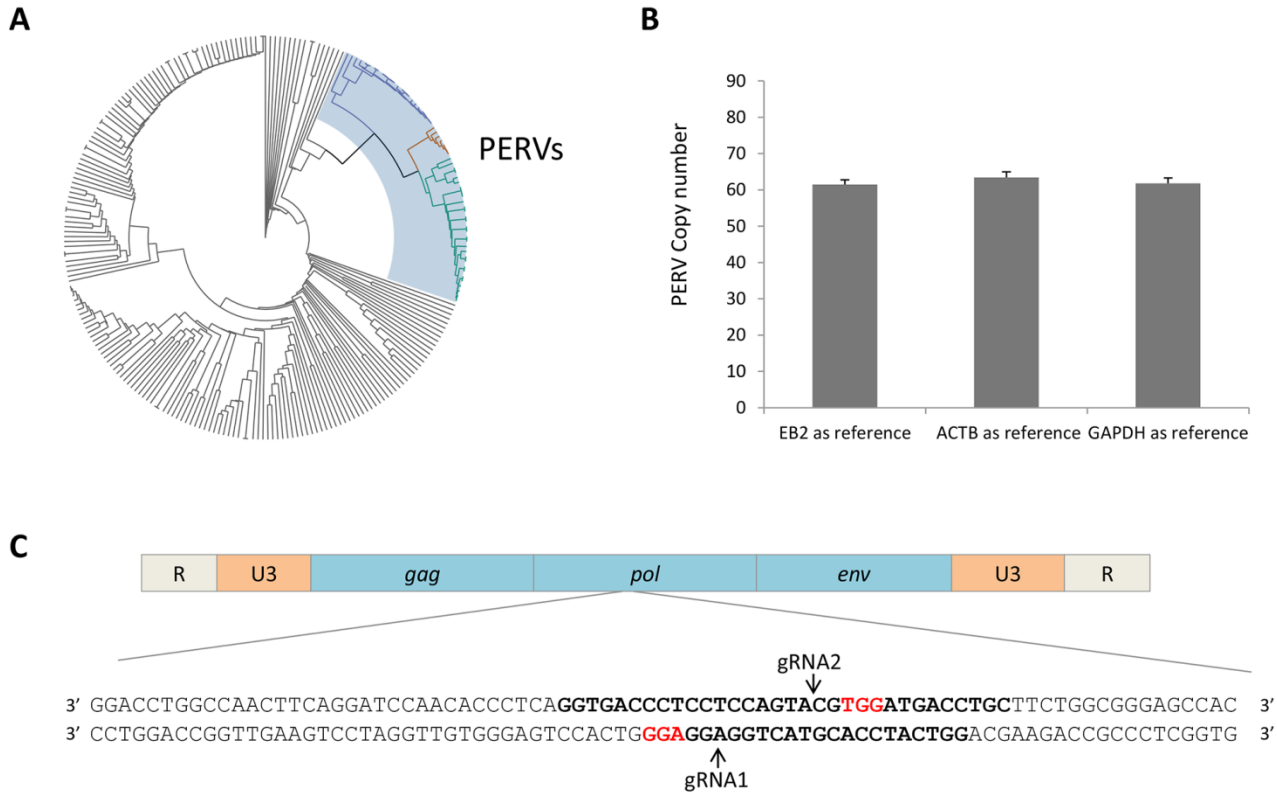 A
PERVs
B
PERV Copy number
90
80
70
60
50
40
30
20
10
0
EB2 as reference
ACTB as reference
GAPDH as reference
C
R U3 gag pol env U3 R
gRNA2
3’ GGACCTGGCCAACTTCAGGATCCAACACCCTCAGGTGACCCTCCTCCAGTACGTGGATGACCTGCTTCTGGCGGGAGCCAC 3’
CCTGGACCGGTTGAAGTCCTAGGTTGTGGGAGTCCACTGGGAGGAGGTCATGCACCTACTGGACGAAGACCGCCCTCGGTG 3’
gRNA1